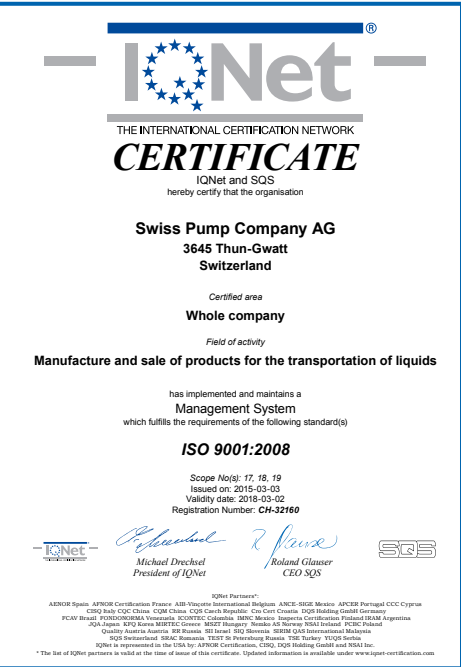 ®
IQNet
THE INTERNATIONAL CERTIFICATION NETWORK
CERTIFICATE
IQNet and SQS
hereby certify that the organisation
Swiss Pump Company AG
3645 Thun-Gwatt
Switzerland
Certified area
Whole company
Field of activity
Manufacture and sale of products for the transportation of liquids
has implemented and maintains a
Management System
which fulfills the requirements of the following standard(s)
ISO 9001:2008
Scope No(s): 17, 18, 19
Issued on: 2015-03-03
Validity date: 2018-03-02
Registration Number: CH-32160
IQNet
SQS
Michael Drechsel Roland Glauser
President of IQNet CEO SQS
IQNet Partners*:
AENOR Spain AFNOR Certification France AIB-Vinçotte International Belgium ANCE-SIGE Mexico APCER Portugal CCC Cyprus
CISQ Italy CQC China CQM China CQS Czech Republic Cro Cert Croatia DQS Holding GmbH Germany
FCAV Brazil FONDONORMA Venezuela ICONTEC Colombia IMNC Mexico Inspecta Certification Finland IRAM Argentina
JQA Japan KFQ Korea MIRTEC Greece MSZT Hungary Nemko AS Norway NSAI Ireland PCBC Poland
Quality Austria Austria RR Russia SII Israel SIQ Slovenia SIRIM QAS International Malaysia
SQS Switzerland SRAC Romania TEST St Petersburg Russia TSE Turkey YUQS Serbia
IQNet is represented in the USA by: AFNOR Certification, CISQ, DQS Holding GmbH and NSAI Inc.
* The list of IQNet partners is valid at the time of issue of this certificate. Updated information is available under www.iqnet-certification.com